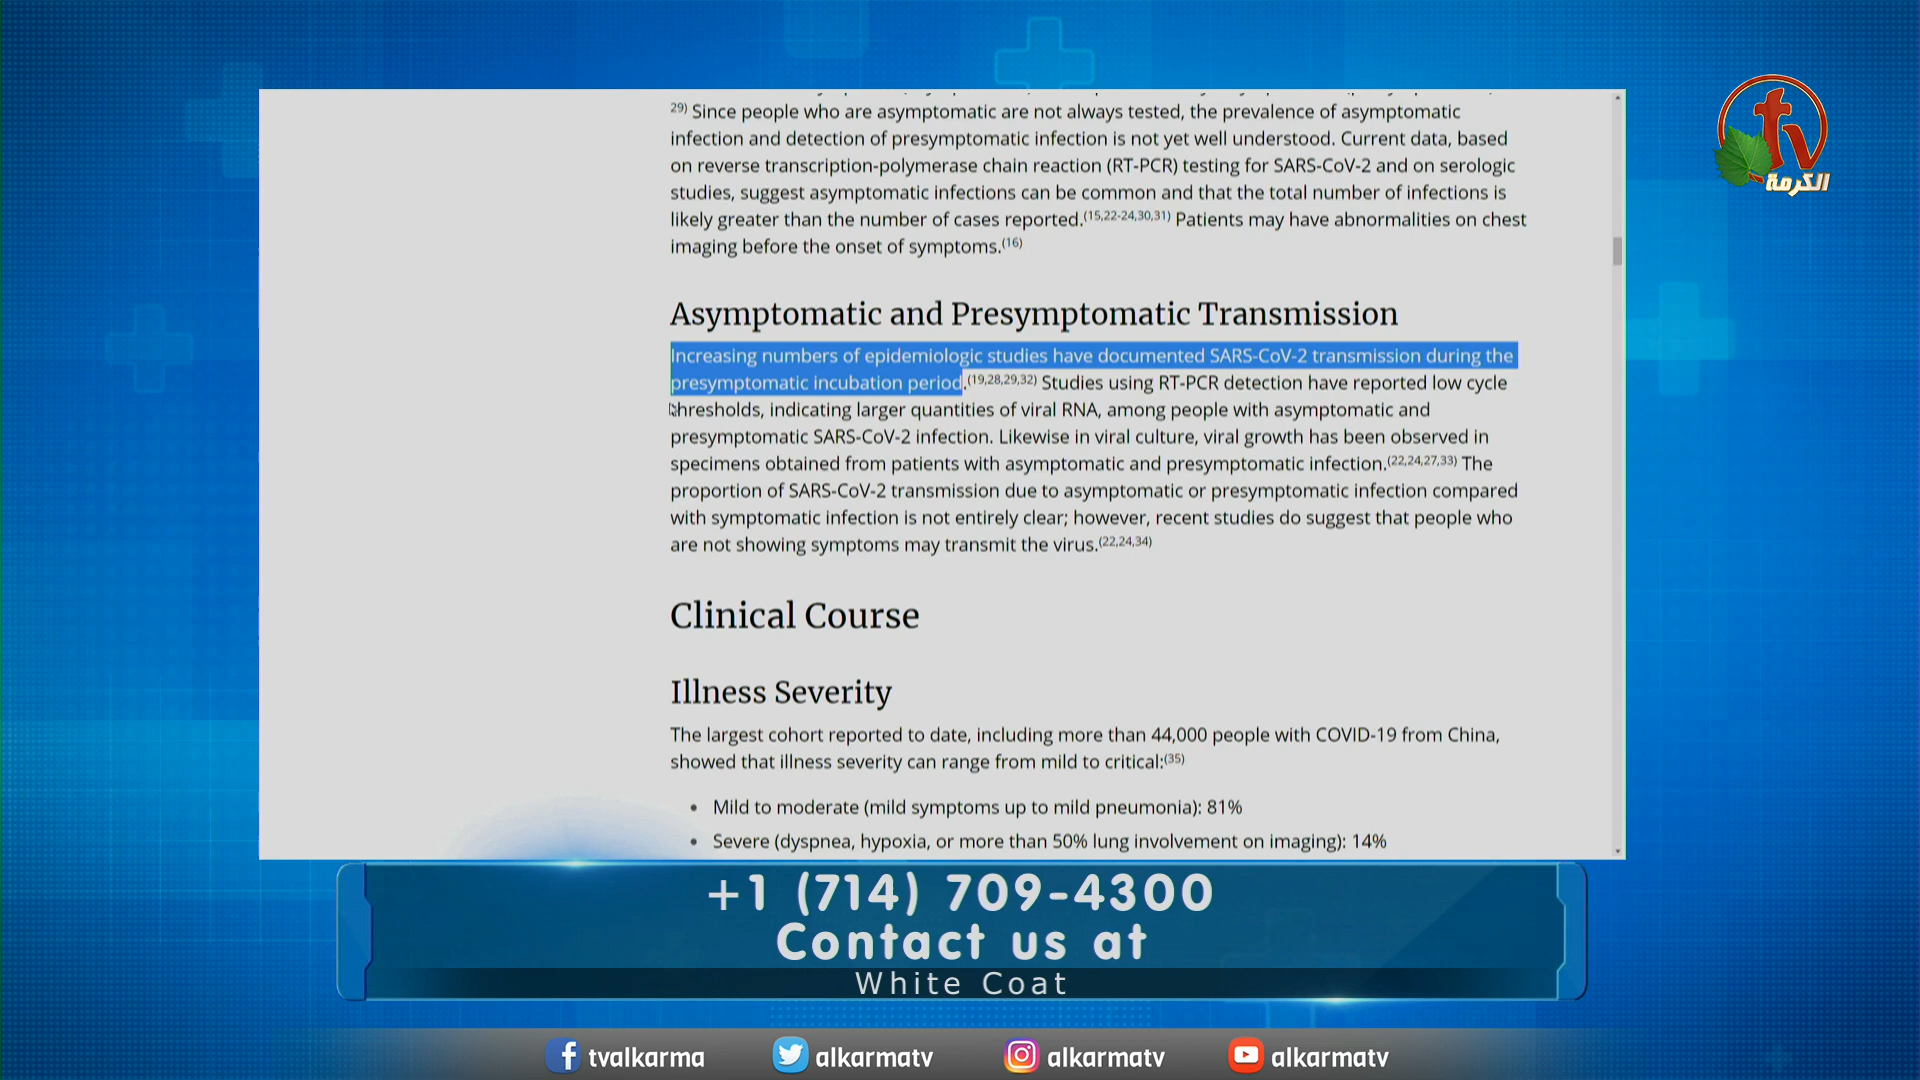 29) Since people who are asymptomatic are not always tested, the prevalence of asymptomatic
infection and detection of presymptomatic infection is not yet well understood. Current data, based
on reverse transcription-polymerase chain reaction (RT-PCR) testing for SARS-CoV-2 and on serologic
studies, suggest asymptomatic infections can be common and that the total number of infections is
likely greater than the number of cases reported.(15,22-24,30,31) Patients may have abnormalities on chest
imaging before the onset of symptoms.(16)
Asymptomatic and Presymptomatic Transmission
Increasing numbers of epidemiologic studies have documented SARS-CoV-2 transmission during the
presymptomatic incubation period.(19,28,29,32) Studies using RT-PCR detection have reported low cycle
thresholds, indicating larger quantities of viral RNA, among people with asymptomatic and
presymptomatic SARS-CoV-2 infection. Likewise in viral culture, viral growth has been observed in
specimens obtained from patients with asymptomatic and presymptomatic infection.(22,24,27,33) The
proportion of SARS-CoV-2 transmission due to asymptomatic or presymptomatic infection compared
with symptomatic infection is not entirely clear; however, recent studies do suggest that people who
are not showing symptoms may transmit the virus.(22,24,34)
Clinical Course
Illness Severity
The largest cohort reported to date, including more than 44,000 people with COVID-19 from China,
showed that illness severity can range from mild to critical:(35)
• Mild to moderate (mild symptoms up to mild pneumonia): 81%
• Severe (dyspnea, hypoxia, or more than 50% lung involvement on imaging): 14%
tv
الكرمة
+1 (714) 709-4300
Contact us at
White Coat
tvalkarma
alkarmatv
alkarmatv
alkarmatv